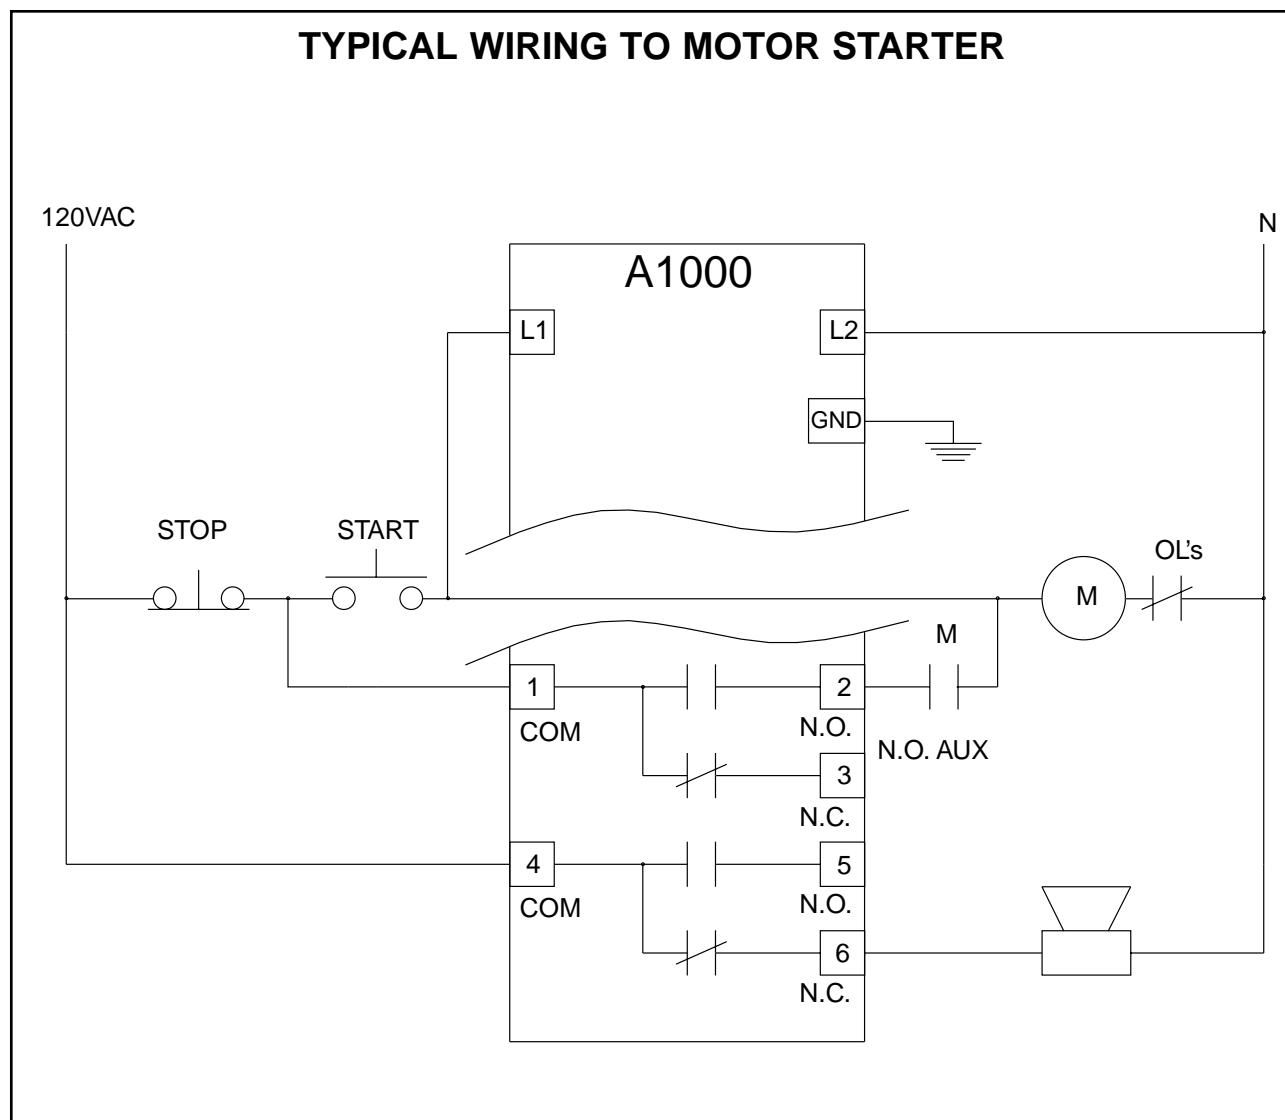 TYPICAL WIRING TO MOTOR STARTER
120VAC
N
A1000
L1
L2
GND
STOP
START
OL's
M
M
1
2
COM
N.O.
N.O. AUX
3
N.C.
4
5
COM
N.O.
6
N.C.